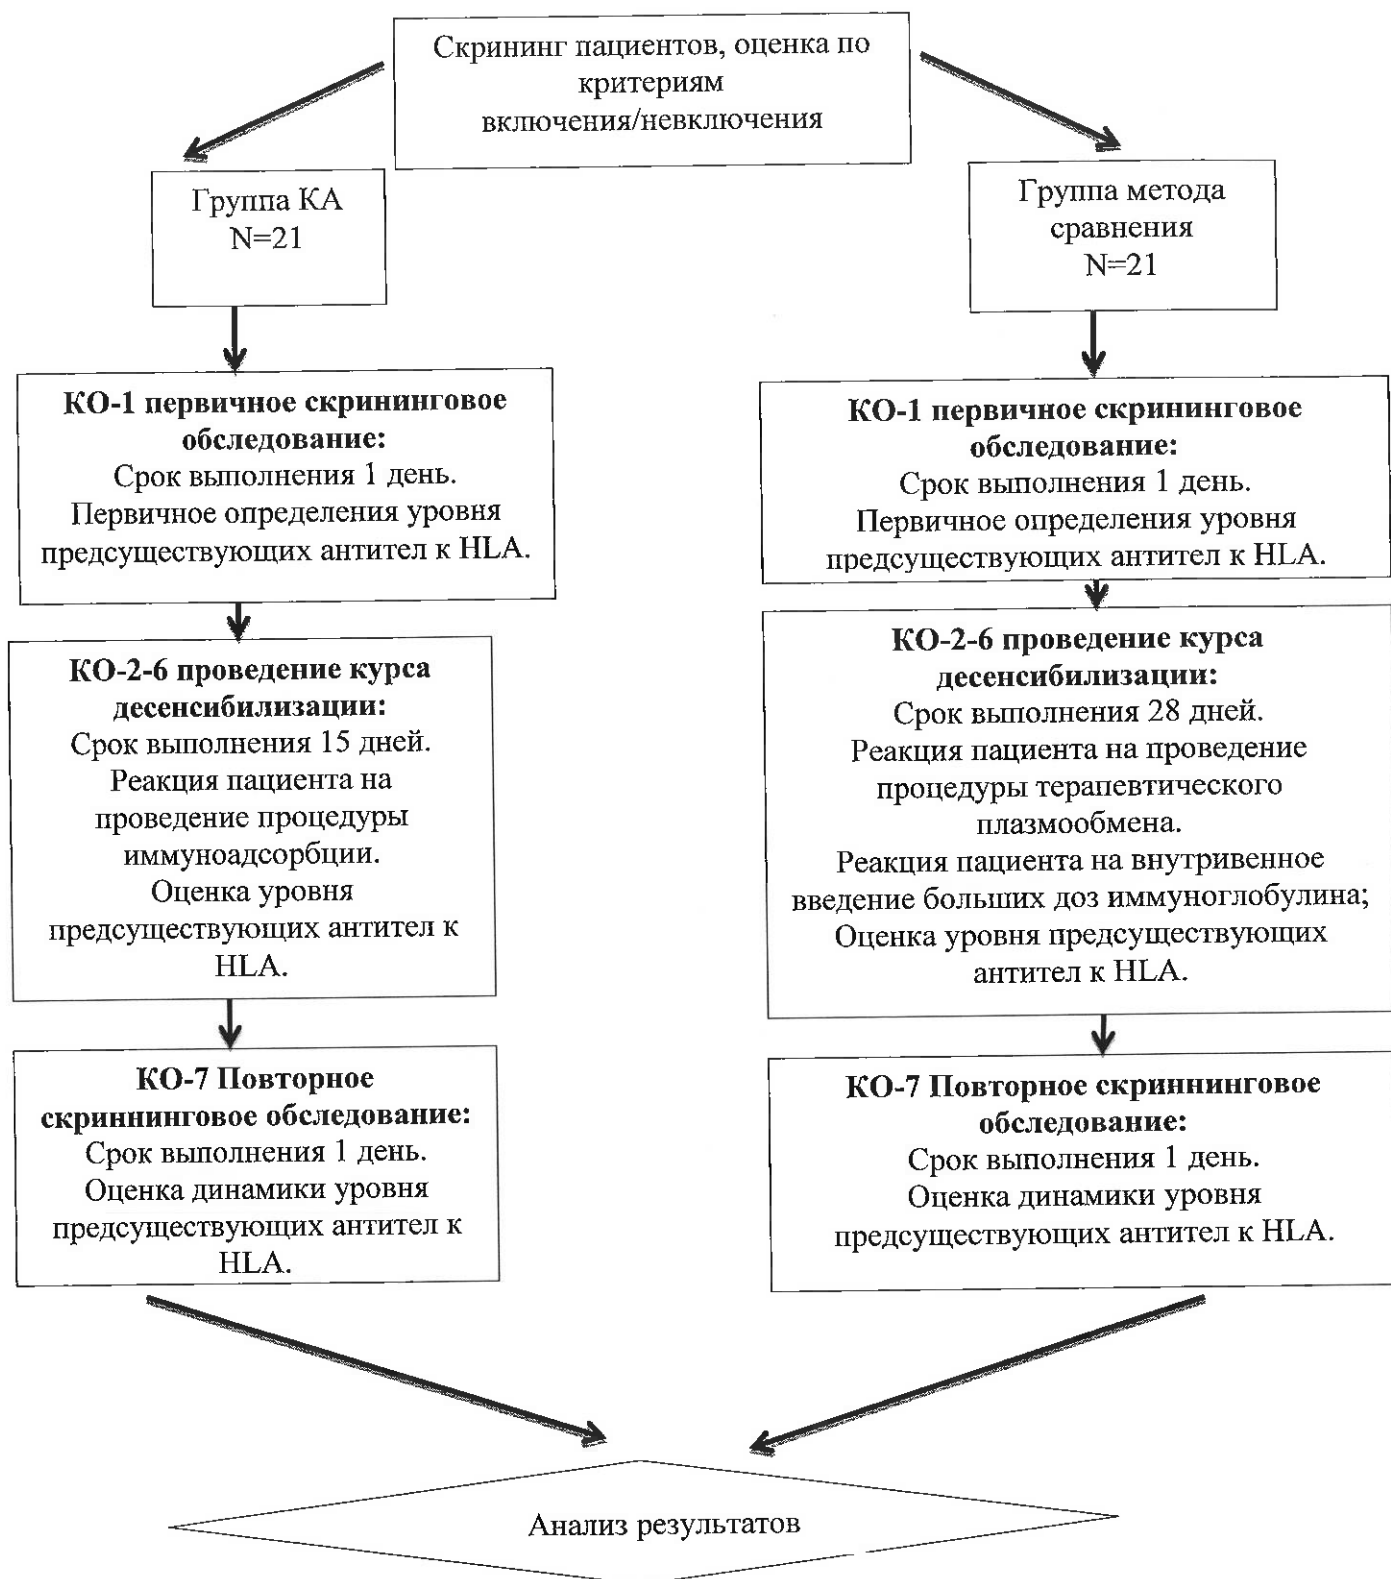 Скрининг пациентов, оценка по
критериям
включения/невключения
Группа КА
N=21
Группа метода
сравнения
N=21
КО-1 первичное скрининговое
обследование:
Срок выполнения 1 день.
Первичное определения уровня
предсуществующих антител к HLA.
КО-1 первичное скрининговое
обследование:
Срок выполнения 1 день.
Первичное определения уровня
предсуществующих антител к HLA.
КО-2-6 проведение курса
десенсибилизации:
Срок выполнения 15 дней.
Реакция пациента на
проведение процедуры
иммуноадсорбции.
Оценка уровня
предсуществующих антител к
HLA.
КО-2-6 проведение курса
десенсибилизации:
Срок выполнения 28 дней.
Реакция пациента на проведение
процедуры терапевтического
плазмообмена.
Реакция пациента на внутривенное
введение больших доз иммуноглобулина;
Оценка уровня предсуществующих
антител к HLA.
КО-7 Повторное
скриннинговое обследование:
Срок выполнения 1 день.
Оценка динамики уровня
предсуществующих антител к
HLA.
КО-7 Повторное скриннинговое
обследование:
Срок выполнения 1 день.
Оценка динамики уровня
предсуществующих антител к HLA.
Анализ результатов